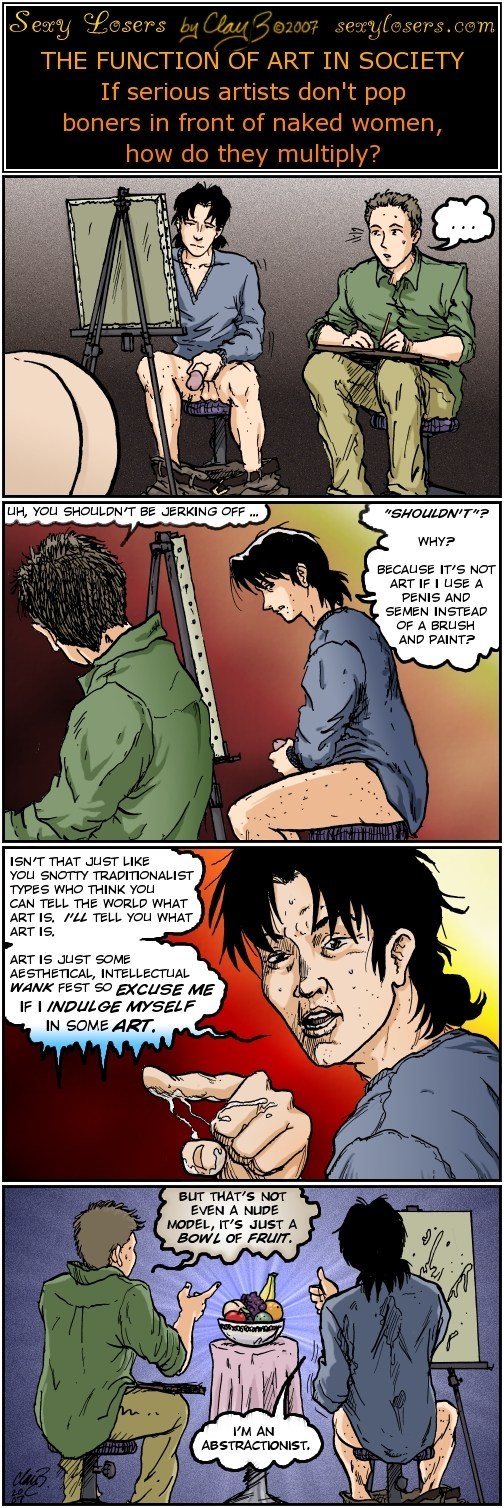 Sexy Losers by Clay B ©2007 sexylosers.com
THE FUNCTION OF ART IN SOCIETY
If serious artists don't pop
boners in front of naked women,
how do they multiply?
...
UH, YOU SHOULDN'T BE JERKING OFF ...
"SHOULDN'T"?
WHY?
BECAUSE IT'S NOT
ART IF I USE A
PENIS AND
SEMEN INSTEAD
OF A BRUSH
AND PAINT?
ISN'T THAT JUST LIKE
YOU SNOTTY TRADITIONALIST
TYPES WHO THINK YOU
CAN TELL THE WORLD WHAT
ART IS. I'LL TELL YOU WHAT
ART IS.
ART IS JUST SOME
AESTHETICAL, INTELLECTUAL
WANK FEST SO EXCUSE ME
IF I INDULGE MYSELF
IN SOME ART.
BUT THAT'S NOT
EVEN A NUDE
MODEL, IT'S JUST A
BOWL OF FRUIT.
I'M AN
ABSTRACTIONIST.
Clay B.